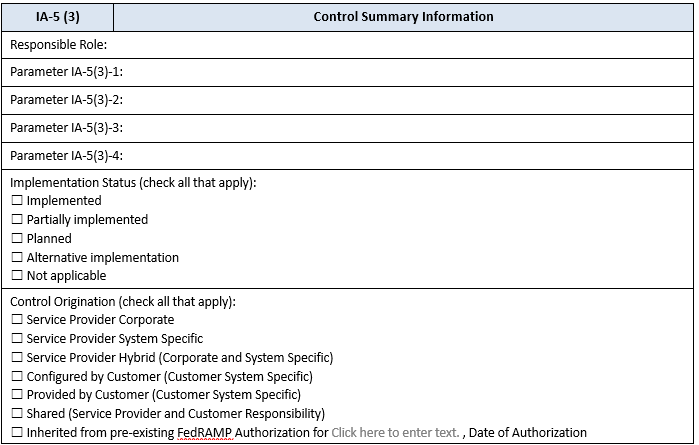 IA-5 (3) Control Summary Information
Responsible Role:
Parameter IA-5(3)-1:
Parameter IA-5(3)-2:
Parameter IA-5(3)-3:
Parameter IA-5(3)-4:
Implementation Status (check all that apply):
☐ Implemented
☐ Partially implemented
☐ Planned
☐ Alternative implementation
☐ Not applicable
Control Origination (check all that apply):
☐ Service Provider Corporate
☐ Service Provider System Specific
☐ Service Provider Hybrid (Corporate and System Specific)
☐ Configured by Customer (Customer System Specific)
☐ Provided by Customer (Customer System Specific)
☐ Shared (Service Provider and Customer Responsibility)
☐ Inherited from pre-existing FedRAMP Authorization for Click here to enter text. , Date of Authorization